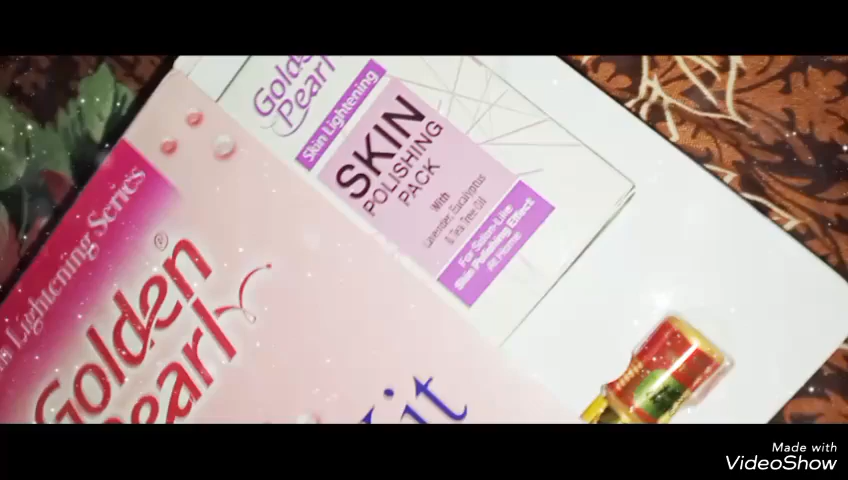 Golden
Pearl
Skin Lightening
SKIN
POLISHING
PACK
With
Lavender, Eucalyptus
& Tea Tree Oil
For Salon-Like
Skin Polishing Effect
At Home
Lightening Series
Golden®
Pearl
Kit
Made with
VideoShow